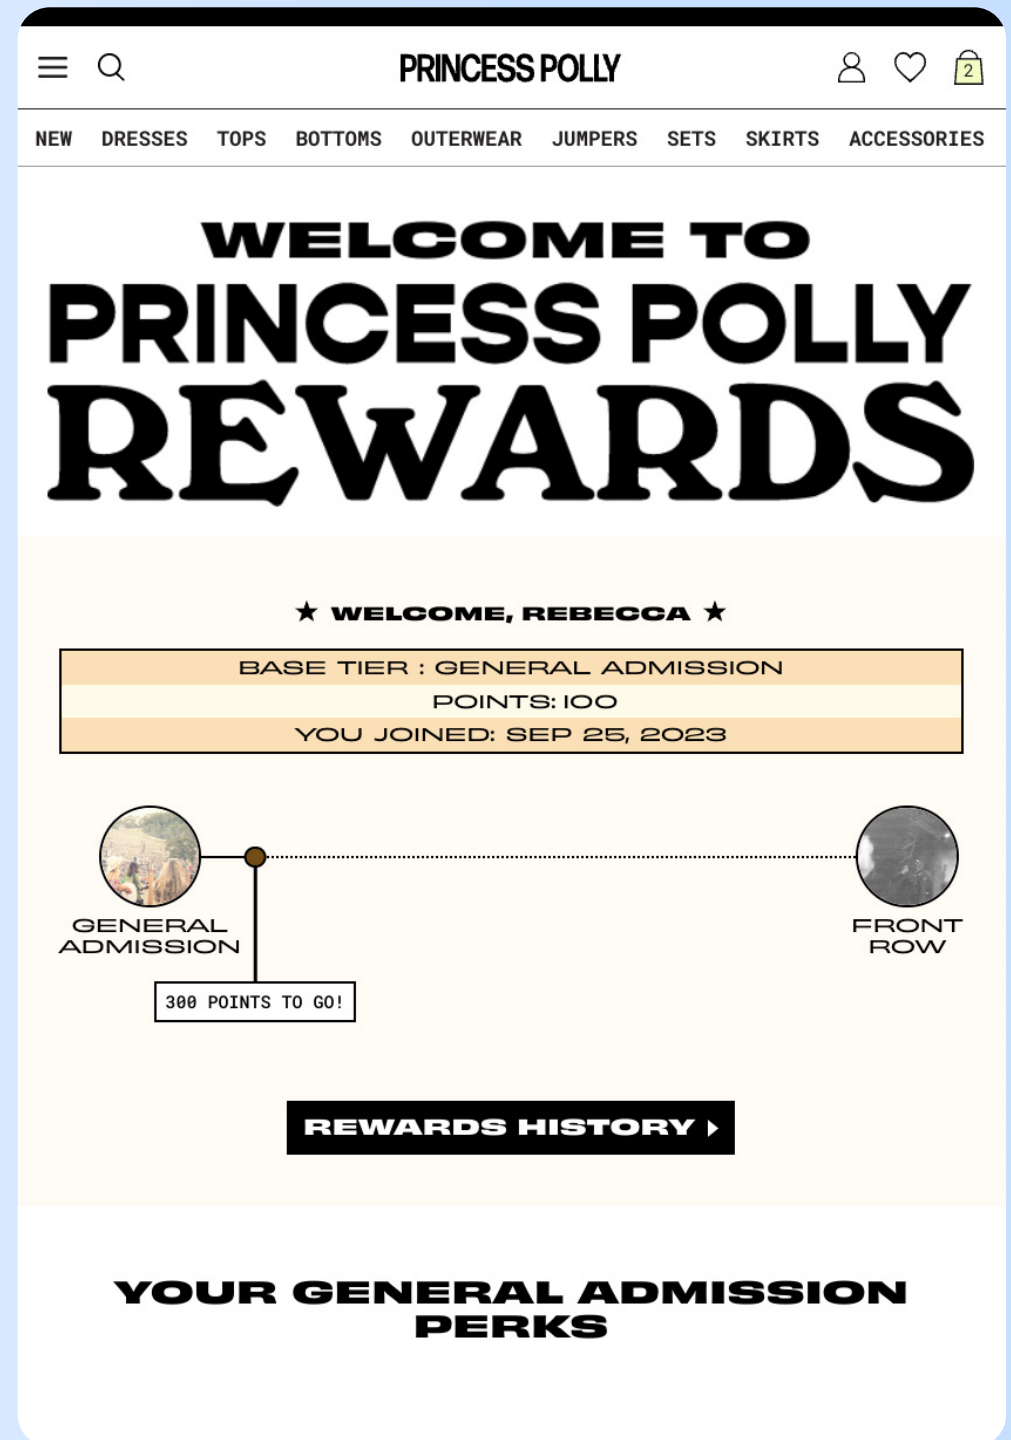 PRINCESS POLLY
2
NEW DRESSES TOPS BOTTOMS OUTERWEAR JUMPERS SETS SKIRTS ACCESSORIES
WELCOME TO
PRINCESS POLLY
REWARDS
★ WELCOME, REBECCA ★
BASE TIER : GENERAL ADMISSION
POINTS: 100
YOU JOINED: SEP 25, 2023
GENERAL
ADMISSION
FRONT
ROW
300 POINTS TO GO!
REWARDS HISTORY
YOUR GENERAL ADMISSION
PERKS